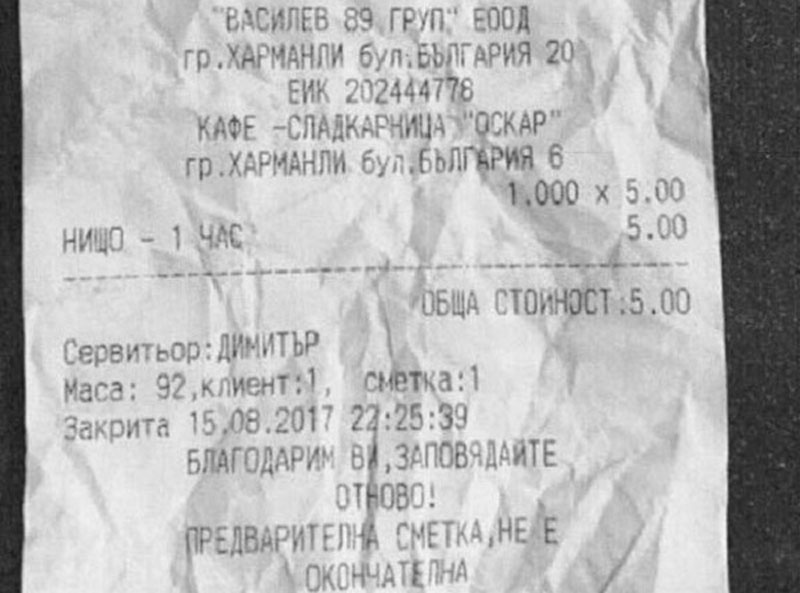 "ВАСИЛЕВ 89 ГРУП" ЕООД
гр.ХАРМАНЛИ бул.БЪЛГАРИЯ 20
ЕИК 202444778
КАФЕ -СЛАДКАРНИЦА "ОСКАР"
гр.ХАРМАНЛИ бул.БЪЛГАРИЯ 6
1.000 x 5.00
НИЩО - 1 ЧАС 5.00
ОБЩА СТОЙНОСТ:5.00
Сервитьор:ДИМИТЪР
Маса: 92,клиент:1, сметка:1
Закрита 15.08.2017 22:25:39
БЛАГОДАРИМ ВИ,ЗАПОВЯДАЙТЕ
ОТНОВО!
ПРЕДВАРИТЕЛНА СМЕТКА,НЕ Е
ОКОНЧАТЕЛНА